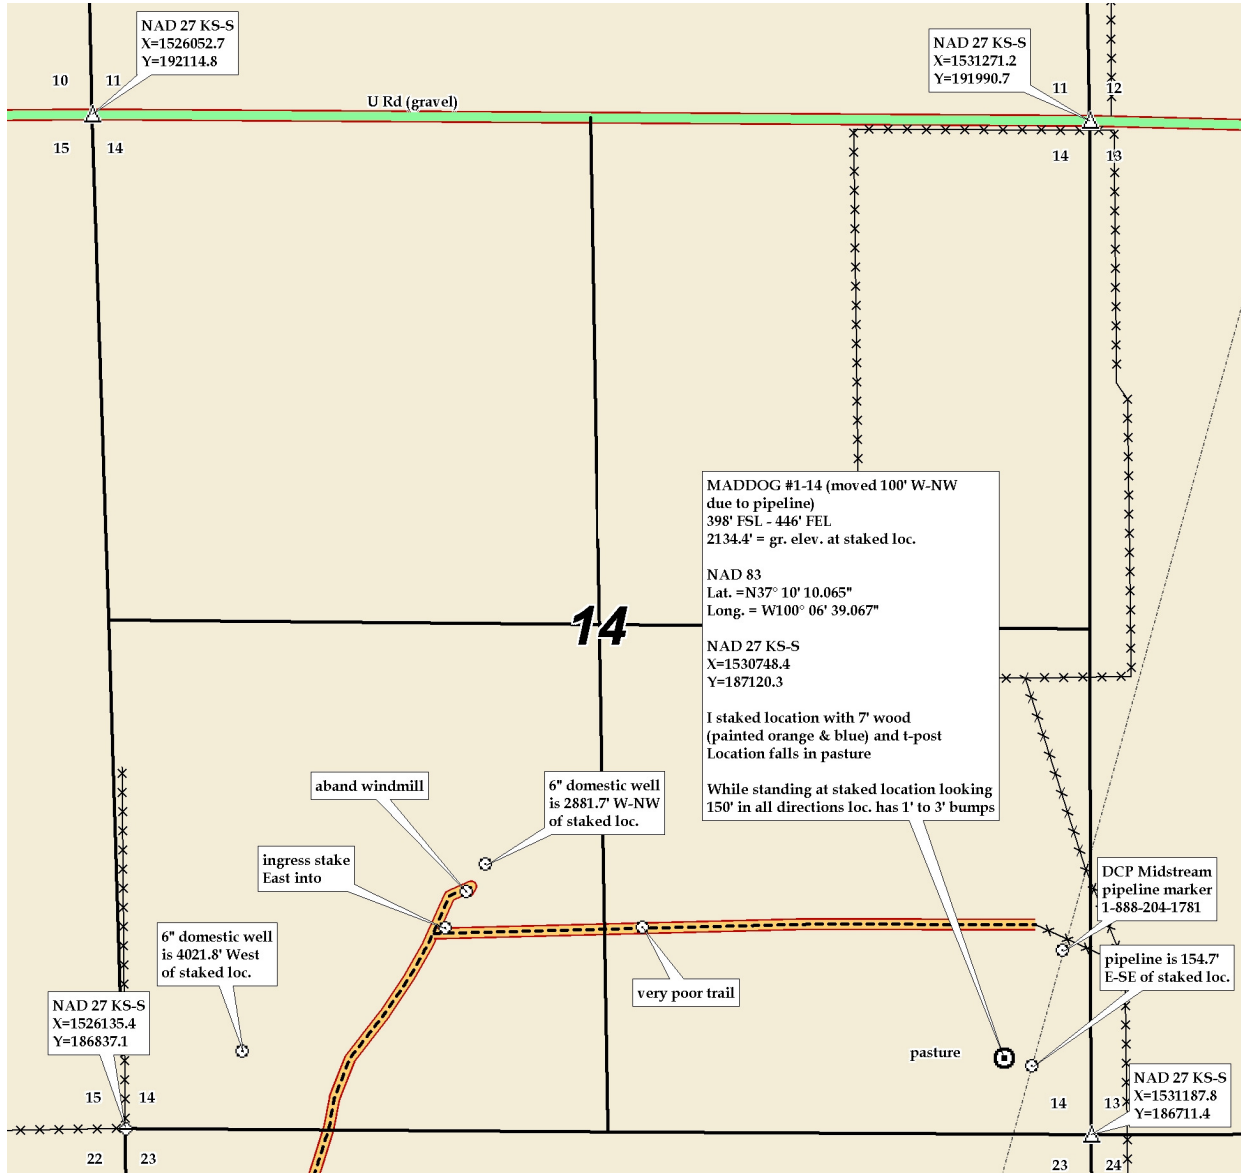 NAD 27 KS-S
X=1526052.7
Y=192114.8
NAD 27 KS-S
X=1531271.2
Y=191990.7
10
11
11
12
U Rd (gravel)
15
14
14
13
MADDOG #1-14 (moved 100' W-NW
due to pipeline)
398' FSL - 446' FEL
2134.4' = gr. elev. at staked loc.
NAD 83
Lat. =N37° 10' 10.065"
Long. = W100° 06' 39.067"
NAD 27 KS-S
X=1530748.4
Y=187120.3
I staked location with 7' wood
(painted orange & blue) and t-post
Location falls in pasture
While standing at staked location looking
150' in all directions loc. has 1' to 3' bumps
14
aband windmill
6" domestic well
is 2881.7' W-NW
of staked loc.
ingress stake
East into
DCP Midstream
pipeline marker
1-888-204-1781
6" domestic well
is 4021.8' West
of staked loc.
very poor trail
pipeline is 154.7'
E-SE of staked loc.
NAD 27 KS-S
X=1526135.4
Y=186837.1
pasture
NAD 27 KS-S
X=1531187.8
Y=186711.4
15
14
14
13
22
23
23
24